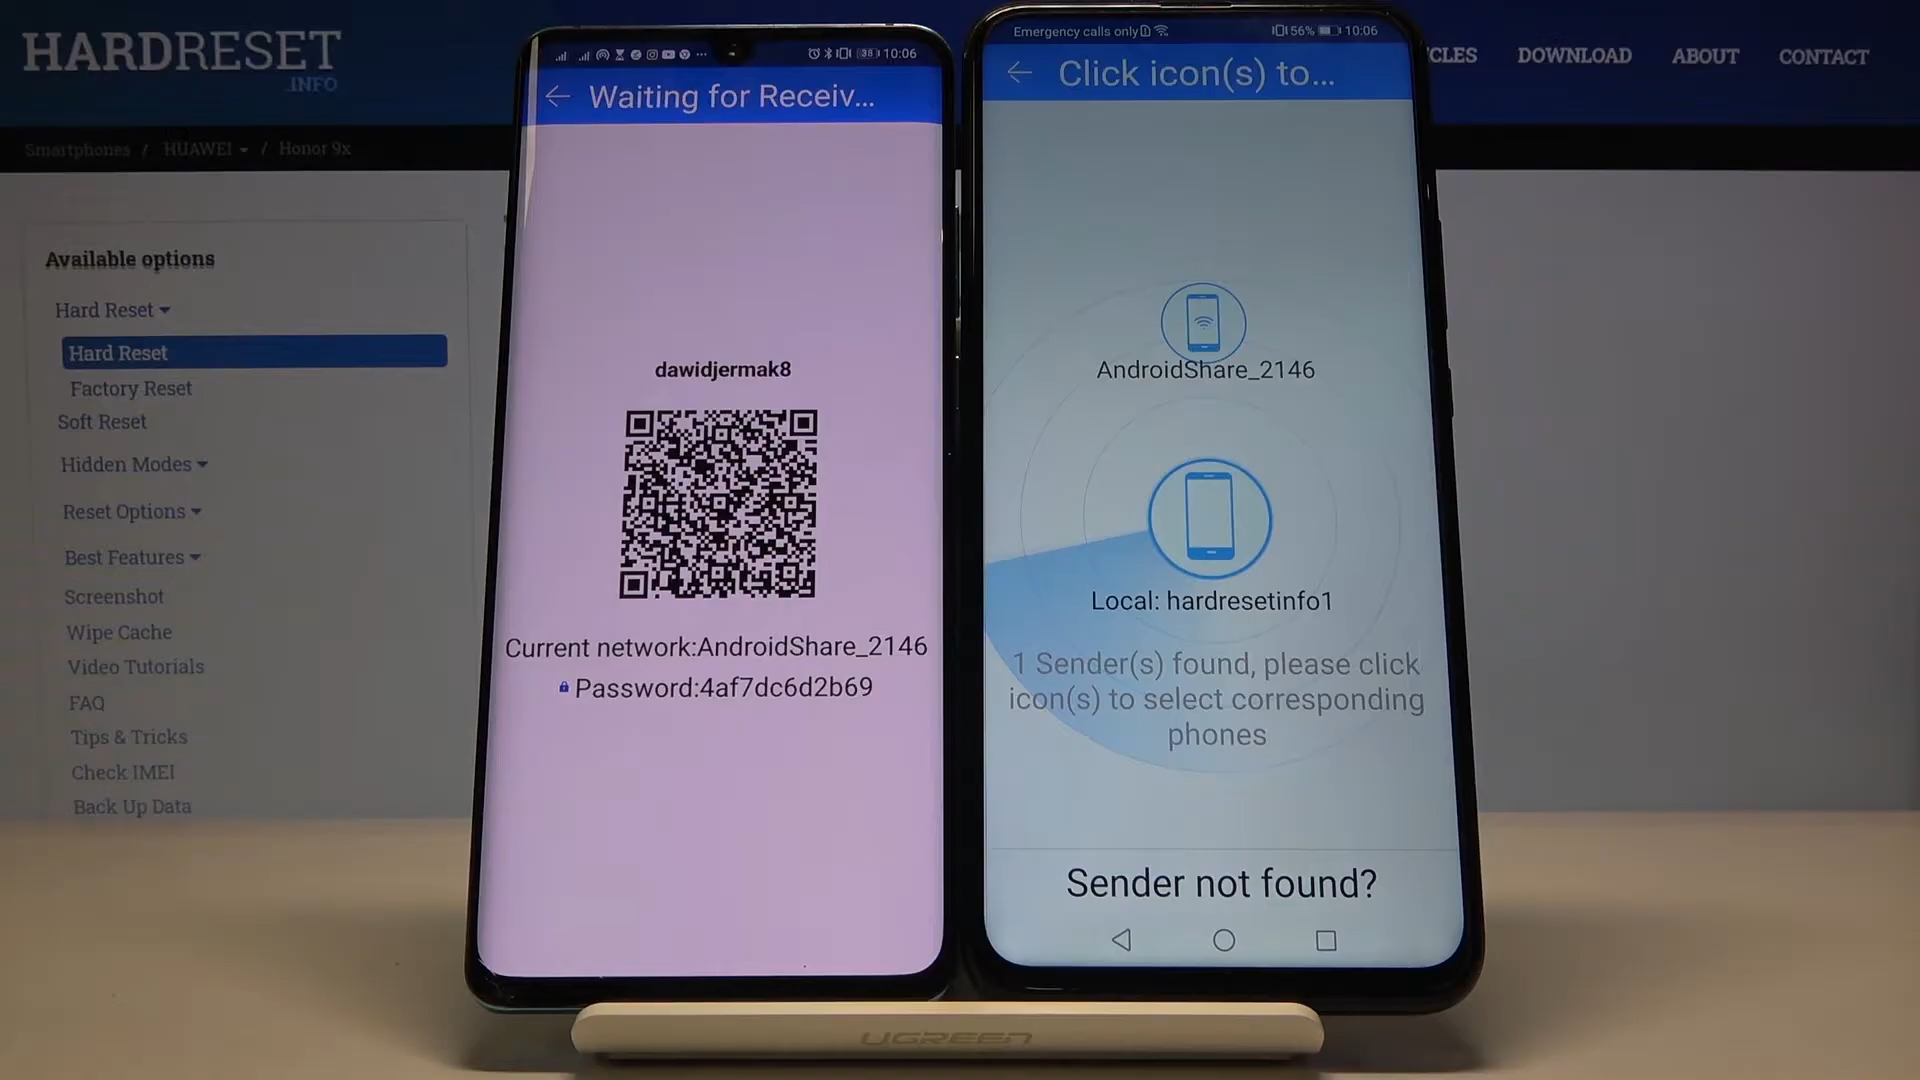 HARDRESET
.INFO
CLES DOWNLOAD ABOUT CONTACT
Smartphones / HUAWEI / Honor 9x
Available options
Hard Reset
Hard Reset
Factory Reset
Soft Reset
Hidden Modes
Reset Options
Best Features
Screenshot
Wipe Cache
Video Tutorials
FAQ
Tips & Tricks
Check IMEI
Back Up Data
38 10:06
Waiting for Receiv...
dawidjermak8
Current network:AndroidShare_2146
Password:4af7dc6d2b69
Emergency calls only 56% 10:06
Click icon(s) to...
AndroidShare_2146
Local: hardresetinfo1
1 Sender(s) found, please click
icon(s) to select corresponding
phones
Sender not found?
UGREEN